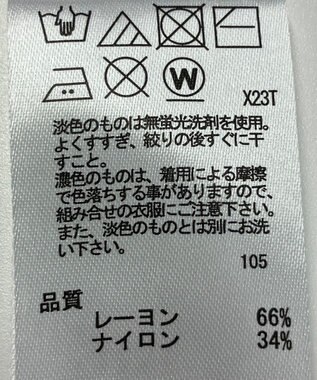 W
X23T
淡色のものは無蛍光洗剤を使用。
よくすすぎ、絞りの後すぐに干
すこと。
濃色のものは、着用による摩擦
で色落ちする事がありますので、
組み合せの衣服にご注意下さい。
また、淡色のものとは別にお洗
い下さい。
105
品質
レーヨン 66%
ナイロン 34%